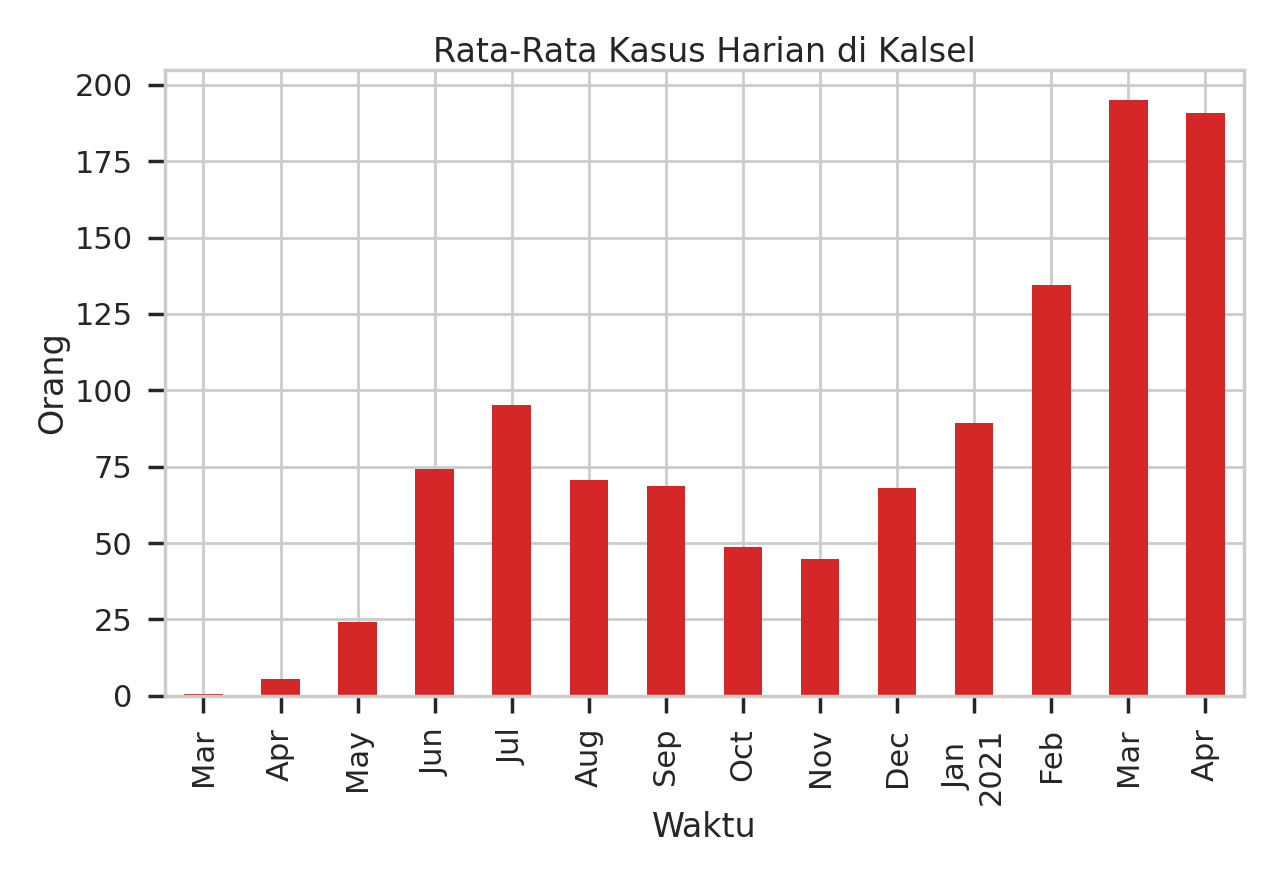 Rata-Rata Kasus Harian di Kalsel
200
175
150
125
100
75
50
25
0
Orang
Mar
Apr
May
Jun
Jul
Aug
Sep
Oct
Nov
Dec
Jan
2021
Feb
Mar
Apr
Waktu